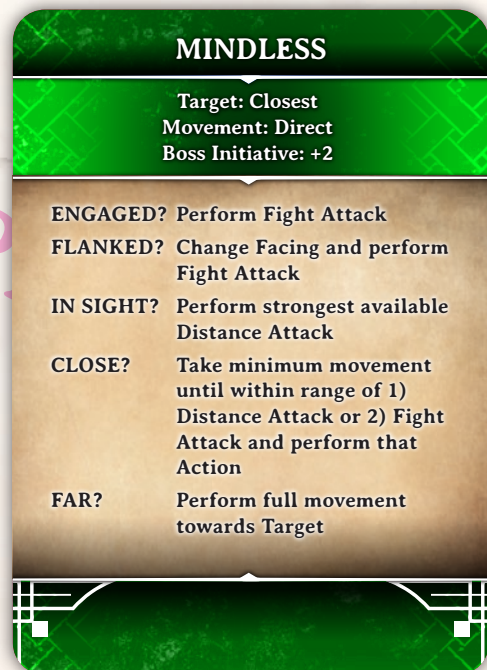 MINDLESS
Target: Closest
Movement: Direct
Boss Initiative: +2
ENGAGED? Perform Fight Attack
FLANKED? Change Facing and perform
Fight Attack
IN SIGHT? Perform strongest available
Distance Attack
CLOSE? Take minimum movement
until within range of 1)
Distance Attack or 2) Fight
Attack and perform that
Action
FAR? Perform full movement
towards Target